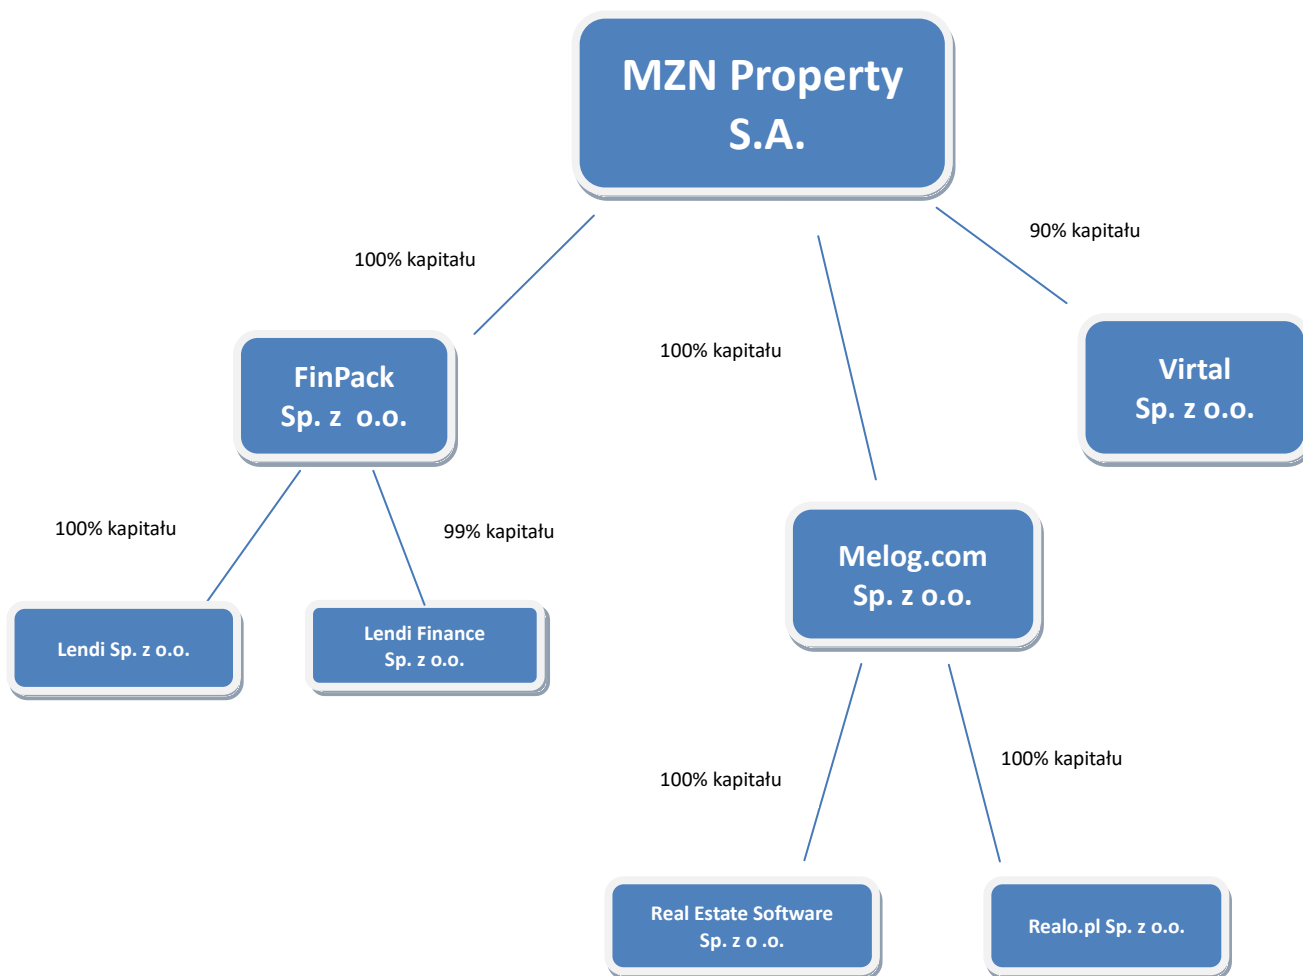 MZN Property
S.A.
90% kapitału
100% kapitału
100% kapitału
FinPack
Sp. z  o.o.
Virtal
Sp. z o.o.
100% kapitału
99% kapitału
Melog.com
Sp. z o.o.
Lendi Sp. z o.o.
Lendi Finance
Sp. z o.o.
100% kapitału
100% kapitału
Real Estate Software
Sp. z o .o.
Realo.pl Sp. z o.o.